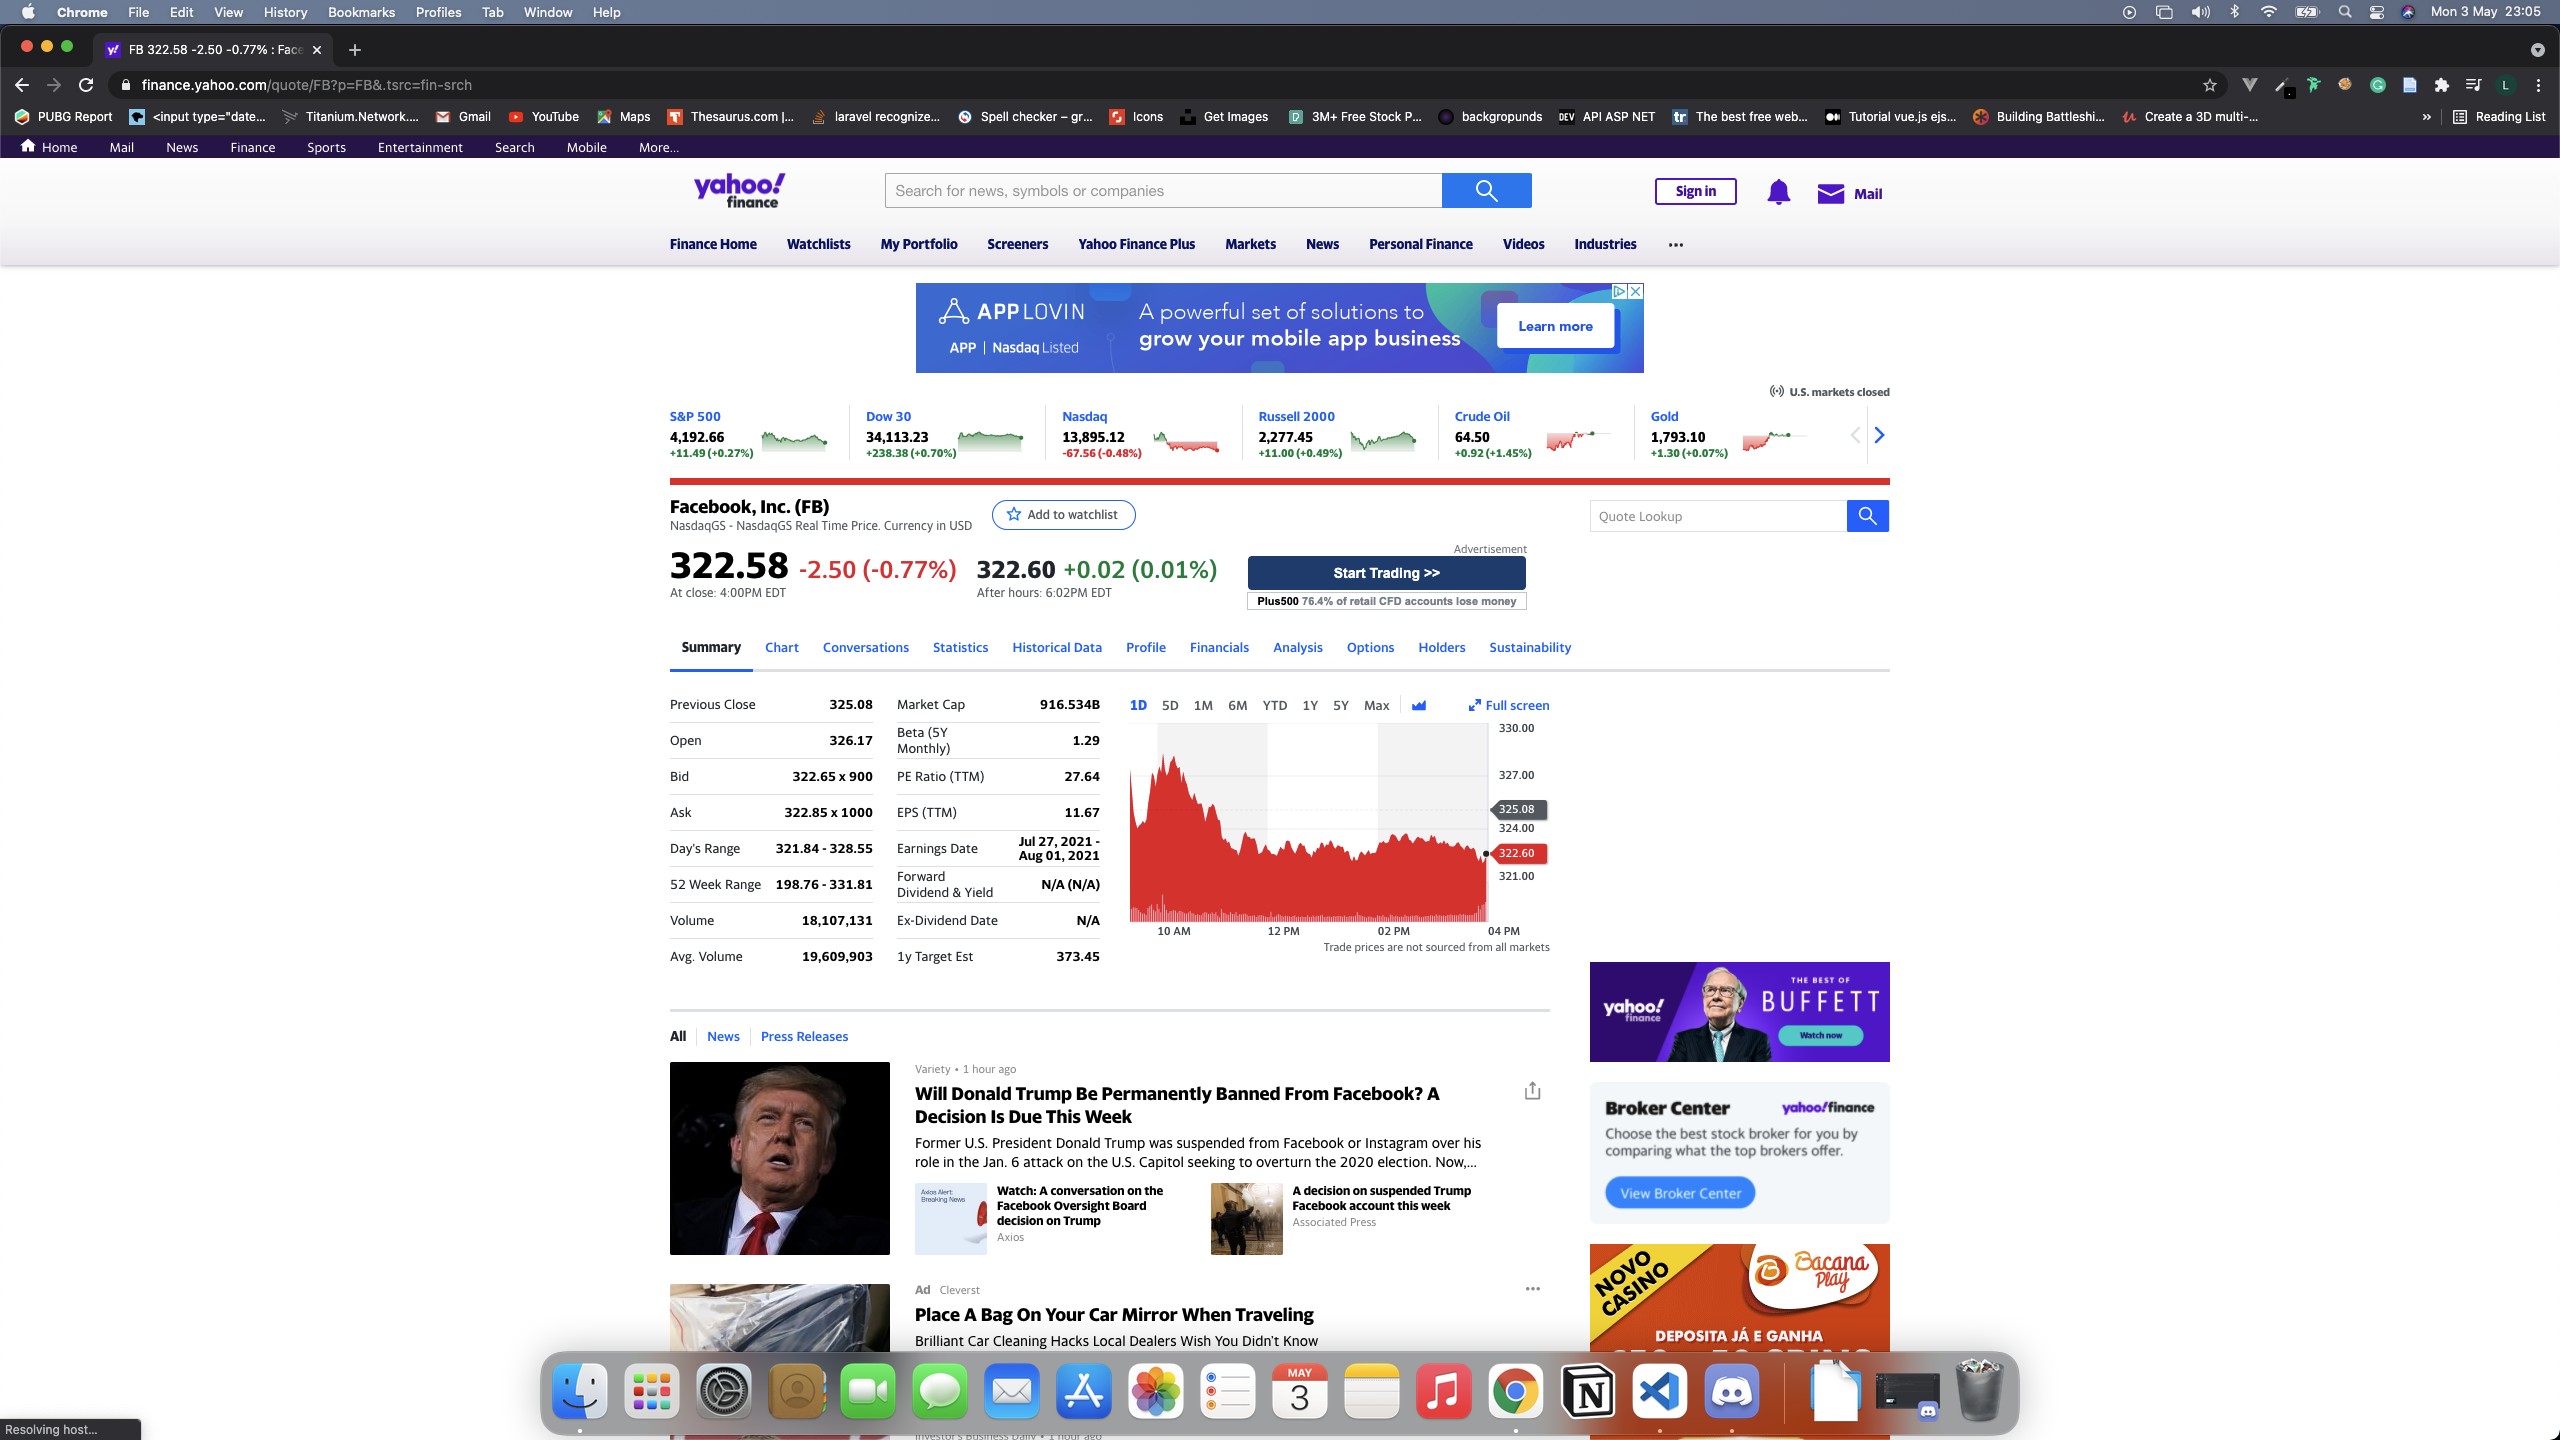 Chrome File Edit View History Bookmarks Profiles Tab Window Help
Mon 3 May 23:05
FB 322.58 -2.50 -0.77% : Face
finance.yahoo.com/quote/FB?p=FB&.tsrc=fin-srch
PUBG Report <input type="date... Titanium.Network.... Gmail YouTube Maps Thesaurus.com |... laravel recognize... Spell checker – gr... Icons Get Images 3M+ Free Stock P... backgropunds DEV API ASP NET tr The best free web... Tutorial vue.js ejs... Building Battleshi... Create a 3D multi-... » Reading List
Home Mail News Finance Sports Entertainment Search Mobile More...
yahoo! finance
Search for news, symbols or companies
Sign in
Mail
Finance Home Watchlists My Portfolio Screeners Yahoo Finance Plus Markets News Personal Finance Videos Industries ...
APPLOVIN
APP | Nasdaq Listed
A powerful set of solutions to
grow your mobile app business
Learn more
U.S. markets closed
S&P 500
4,192.66
+11.49 (+0.27%)
Dow 30
34,113.23
+238.38 (+0.70%)
Nasdaq
13,895.12
-67.56 (-0.48%)
Russell 2000
2,277.45
+11.00 (+0.49%)
Crude Oil
64.50
+0.92 (+1.45%)
Gold
1,793.10
+1.30 (+0.07%)
Facebook, Inc. (FB)
NasdaqGS - NasdaqGS Real Time Price. Currency in USD
Add to watchlist
Quote Lookup
322.58 -2.50 (-0.77%)
At close: 4:00PM EDT
322.60 +0.02 (0.01%)
After hours: 6:02PM EDT
Advertisement
Start Trading >>
Plus500 76.4% of retail CFD accounts lose money
Summary Chart Conversations Statistics Historical Data Profile Financials Analysis Options Holders Sustainability
Previous Close 325.08
Open 326.17
Bid 322.65 x 900
Ask 322.85 x 1000
Day's Range 321.84 - 328.55
52 Week Range 198.76 - 331.81
Volume 18,107,131
Avg. Volume 19,609,903
Market Cap 916.534B
Beta (5Y Monthly) 1.29
PE Ratio (TTM) 27.64
EPS (TTM) 11.67
Earnings Date Jul 27, 2021 - Aug 01, 2021
Forward Dividend & Yield N/A (N/A)
Ex-Dividend Date N/A
1y Target Est 373.45
1D 5D 1M 6M YTD 1Y 5Y Max Full screen
330.00
327.00
325.08
324.00
322.60
321.00
10 AM 12 PM 02 PM 04 PM
Trade prices are not sourced from all markets
yahoo! finance
THE BEST OF
BUFFETT
Watch now
All News Press Releases
Variety • 1 hour ago
Will Donald Trump Be Permanently Banned From Facebook? A
Decision Is Due This Week
Former U.S. President Donald Trump was suspended from Facebook or Instagram over his
role in the Jan. 6 attack on the U.S. Capitol seeking to overturn the 2020 election. Now,...
Axios Alert:
Breaking News
Watch: A conversation on the
Facebook Oversight Board
decision on Trump
Axios
A decision on suspended Trump
Facebook account this week
Associated Press
Broker Center
yahoo!finance
Choose the best stock broker for you by
comparing what the top brokers offer.
View Broker Center
Ad Cleverst
Place A Bag On Your Car Mirror When Traveling
Brilliant Car Cleaning Hacks Local Dealers Wish You Didn't Know
NOVO
CASINO
Bacana
Play
DEPOSITA JÁ E GANHA
MAY
3
Resolving host...
Investor's Business Daily • 1 hour ago